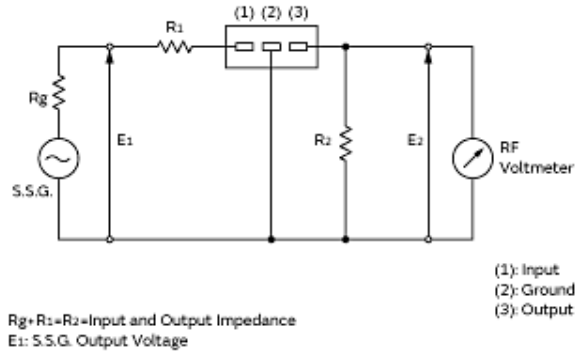 (1) (2) (3)
R1
Rg
E1
R2
E2
RF
Voltmeter
S.S.G.
(1): Input
(2): Ground
(3): Output
Rg+R1=R2=Input and Output Impedance
E1: S.S.G. Output Voltage